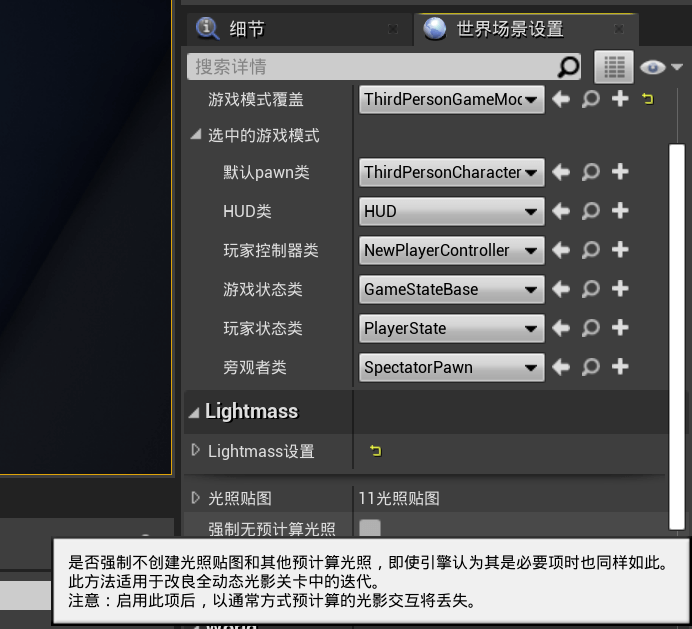 细节
世界场景设置
搜索详情
游戏模式覆盖 ThirdPersonGameMoc
选中的游戏模式
默认pawn类 ThirdPersonCharacter
HUD类 HUD
玩家控制器类 NewPlayerController
游戏状态类 GameStateBase
玩家状态类 PlayerState
旁观者类 SpectatorPawn
Lightmass
Lightmass设置
光照贴图 11光照贴图
强制无预计算光照
是否强制不创建光照贴图和其他预计算光照，即使引擎认为其是必要项时也同样如此。
此方法适用于改良全动态光影关卡中的迭代。
注意：启用此项后，以通常方式预计算的光影交互将丢失。